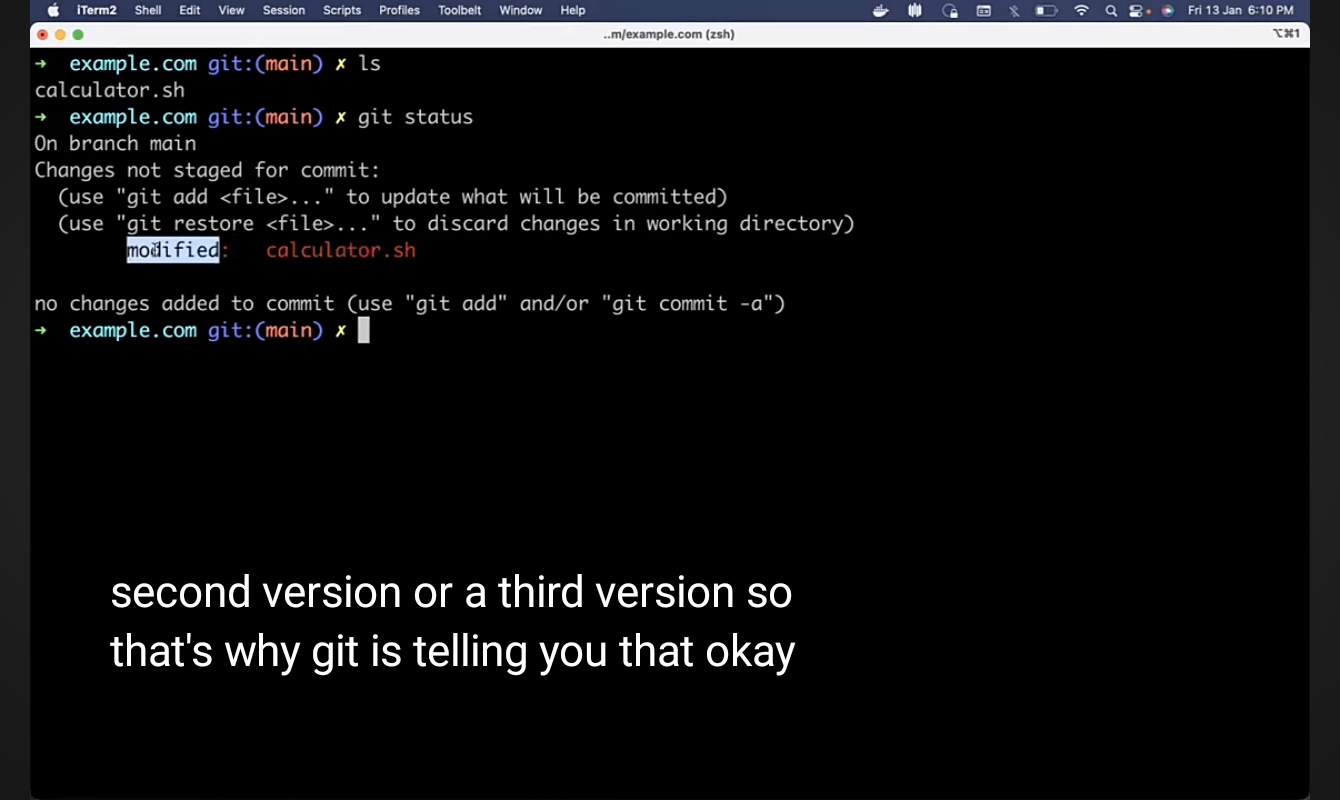 iTerm2 Shell Edit View Session Scripts Profiles Toolbelt Window Help Fri 13 Jan 6:10 PM
..m/example.com (zsh) ⌥⌘1
➜ example.com git:(main) ✗ ls
calculator.sh
➜ example.com git:(main) ✗ git status
On branch main
Changes not staged for commit:
(use "git add <file>..." to update what will be committed)
(use "git restore <file>..." to discard changes in working directory)
modified: calculator.sh
no changes added to commit (use "git add" and/or "git commit -a")
➜ example.com git:(main) ✗
second version or a third version so
that's why git is telling you that okay